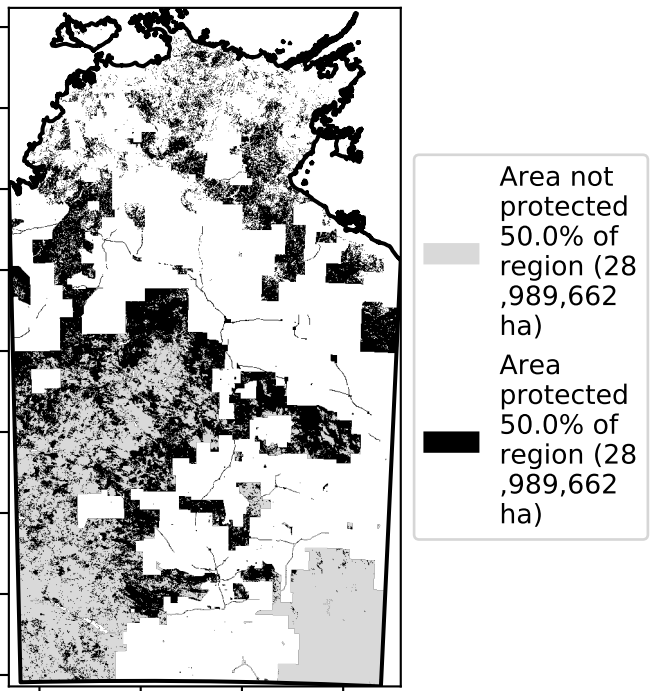 Area not
protected
50.0% of
region (28
,989,662
ha)
Area
protected
50.0% of
region (28
,989,662
ha)